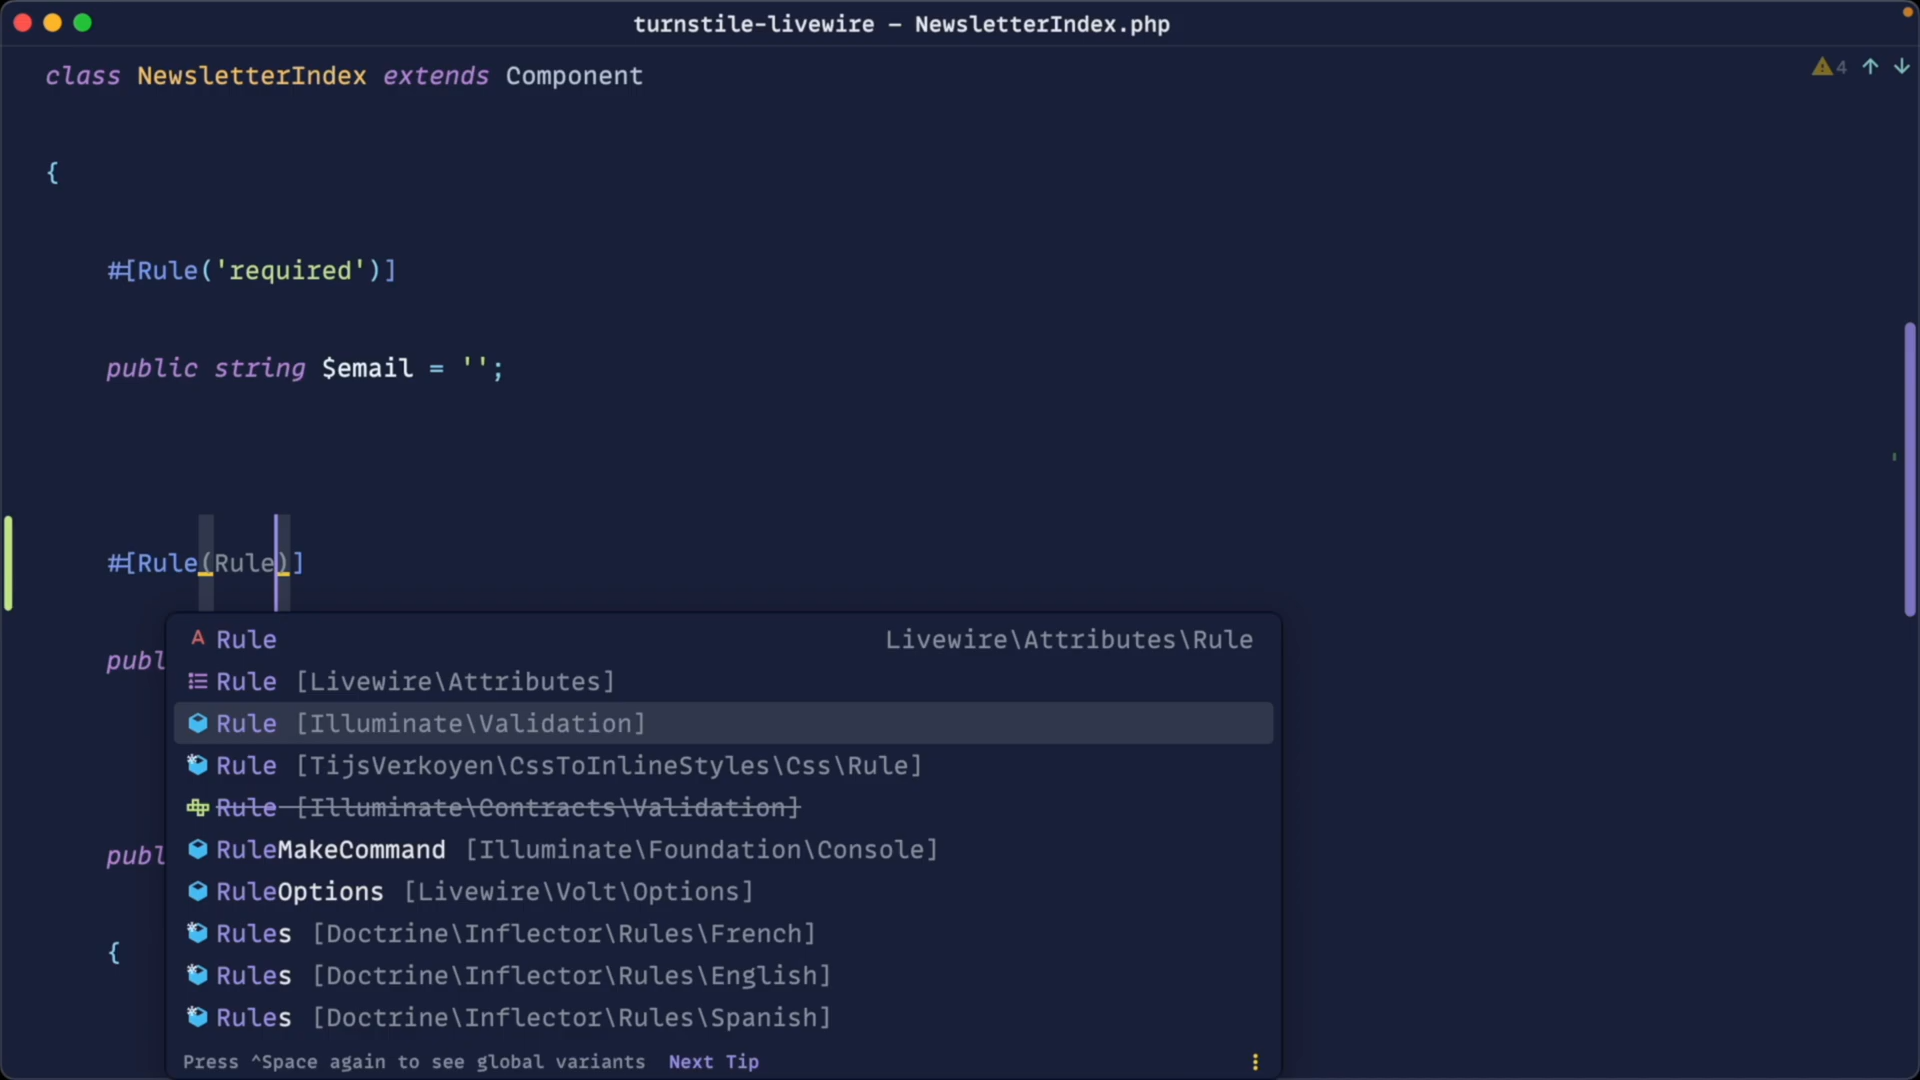 turnstile-livewire – NewsletterIndex.php
class NewsletterIndex extends Component
4
{
#[Rule('required')]
public string $email = '';
#[Rule(Rule)]
Rule Livewire\Attributes\Rule
publ
Rule [Livewire\Attributes]
Rule [Illuminate\Validation]
Rule [TijsVerkoyen\CssToInlineStyles\Css\Rule]
Rule [Illuminate\Contracts\Validation]
publ
RuleMakeCommand [Illuminate\Foundation\Console]
RuleOptions [Livewire\Volt\Options]
Rules [Doctrine\Inflector\Rules\French]
{
Rules [Doctrine\Inflector\Rules\English]
Rules [Doctrine\Inflector\Rules\Spanish]
Press ^Space again to see global variants Next Tip